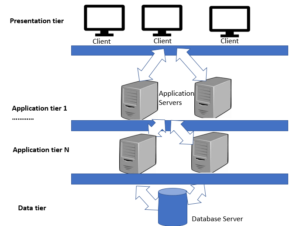 Presentation tier
Client
Client
Client
Application
Servers
Application tier 1
............
Application tier N
Data tier
Database Server